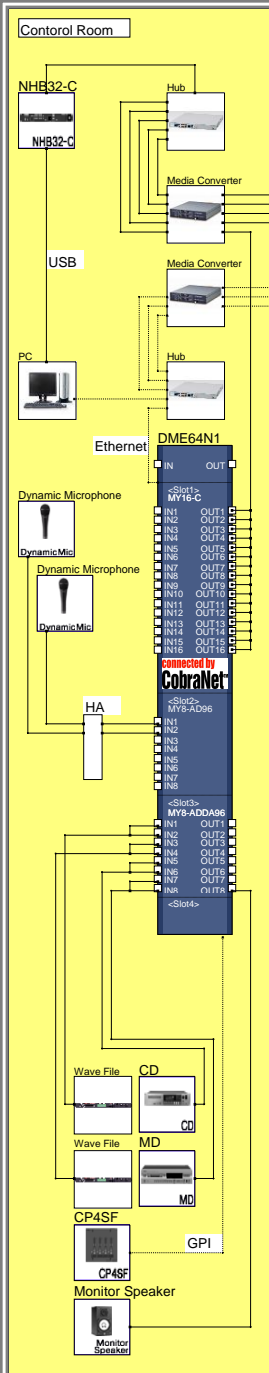 Contorol Room
NHB32-C
NHB32-C
Hub
Media Converter
USB
Media Converter
PC
Hub
Ethernet
DME64N1
IN OUT
<Slot1>
MY16-C
IN1 OUT1
IN2 OUT2
IN3 OUT3
IN4 OUT4
IN5 OUT5
IN6 OUT6
IN7 OUT7
IN8 OUT8
IN9 OUT9
IN10 OUT10
IN11 OUT11
IN12 OUT12
IN13 OUT13
IN14 OUT14
IN15 OUT15
IN16 OUT16
connected by
CobraNet™
Dynamic Microphone
DynamicMic
Dynamic Microphone
DynamicMic
HA
<Slot2>
MY8-AD96
IN1
IN2
IN3
IN4
IN5
IN6
IN7
IN8
<Slot3>
MY8-ADDA96
IN1 OUT1
IN2 OUT2
IN3 OUT3
IN4 OUT4
IN5 OUT5
IN6 OUT6
IN7 OUT7
IN8 OUT8
<Slot4>
Wave File
CD
CD
Wave File
MD
MD
CP4SF
CP4SF
GPI
Monitor Speaker
Monitor
Speaker